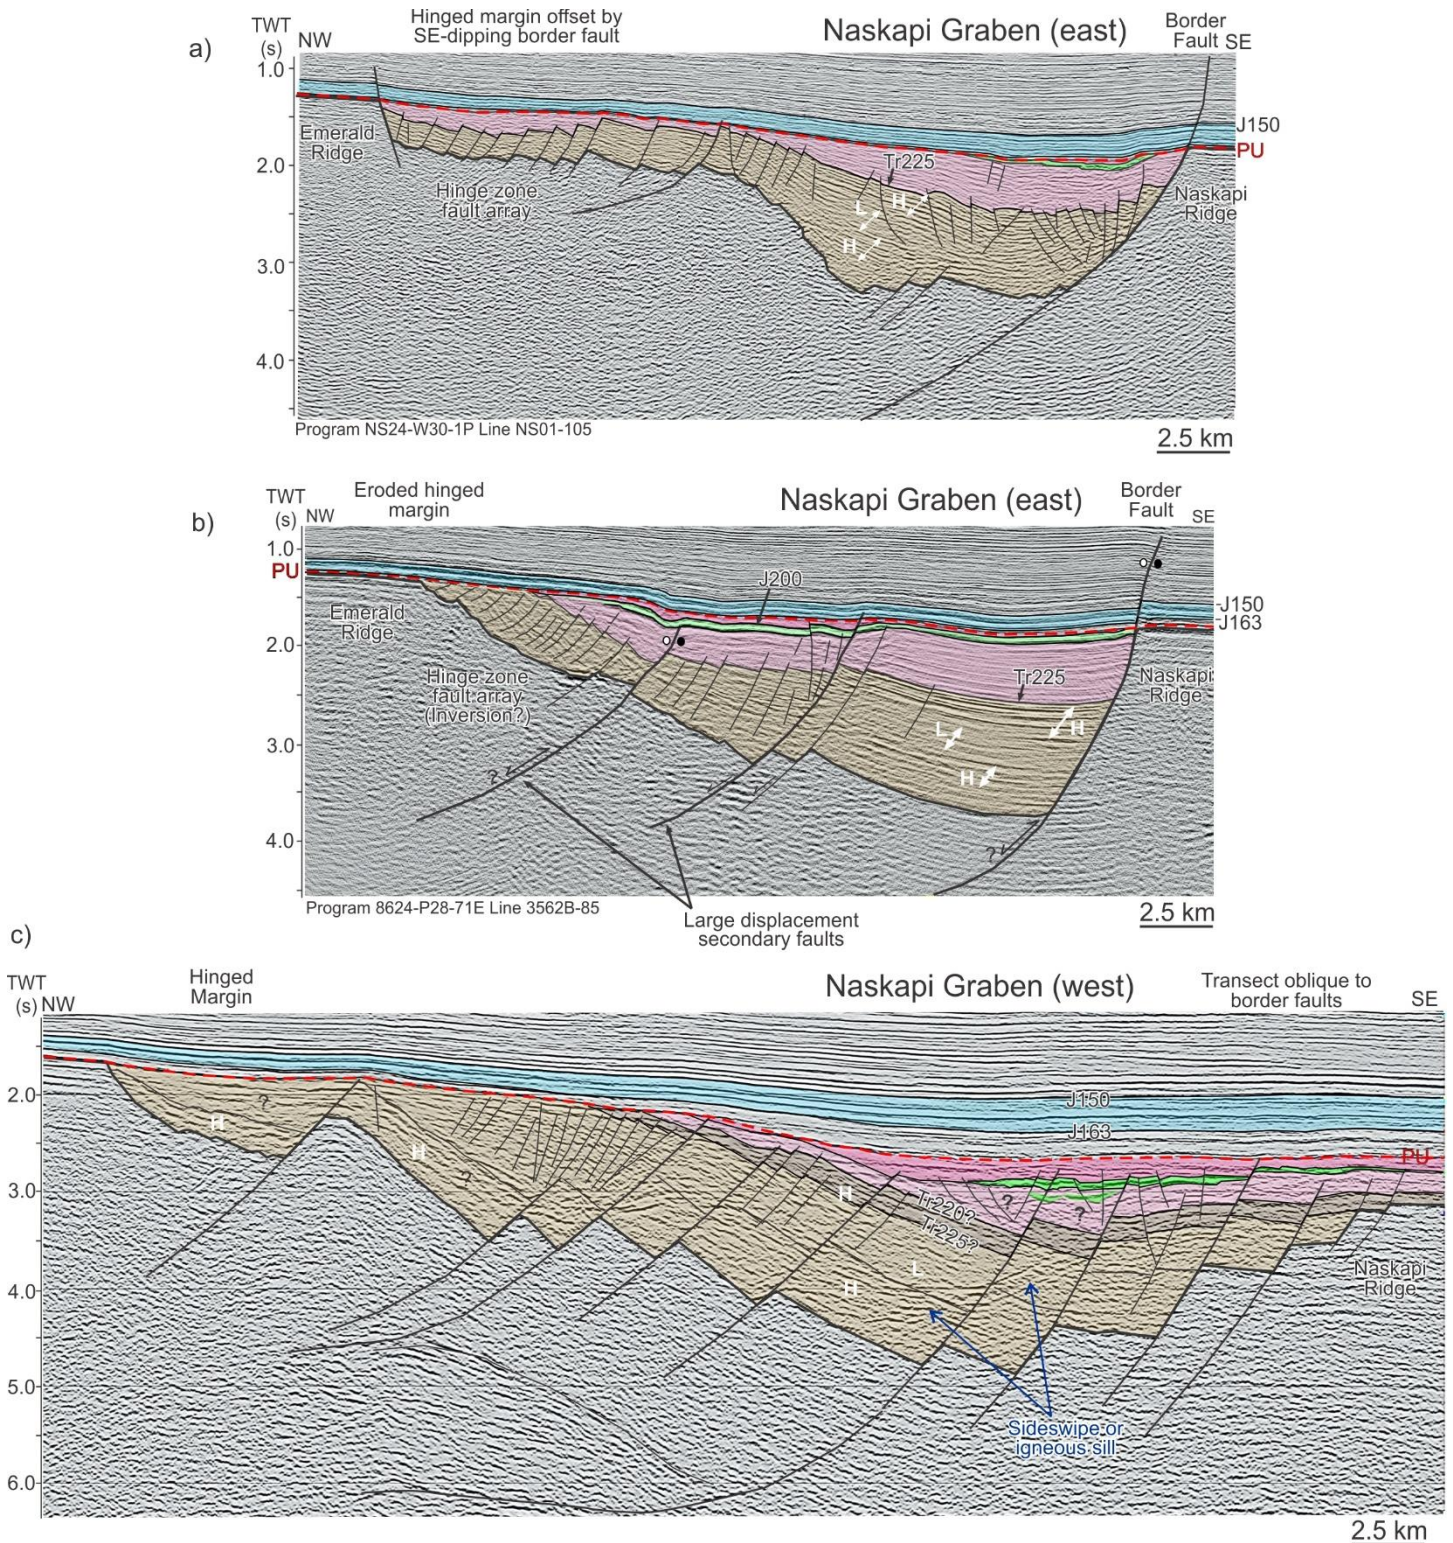 a)
TWT
(s)
NW
Hinged margin offset by
SE-dipping border fault
Naskapi Graben (east)
Border
Fault
SE
1.0
2.0
3.0
4.0
Emerald
Ridge
Hinge zone
fault array
Tr225
L
H
H
J150
PU
Naskapi
Ridge
Program NS24-W30-1P Line NS01-105
2.5 km
b)
TWT
(s)
NW
Eroded hinged
margin
Naskapi Graben (east)
Border
Fault
SE
1.0
PU
2.0
3.0
4.0
Emerald
Ridge
Hinge zone
fault array
(Inversion?)
J200
Tr225
L
H
H
?
?
J150
J163
Naskapi
Ridge
Program 8624-P28-71E Line 3562B-85
Large displacement
secondary faults
2.5 km
c)
TWT
(s)
NW
Hinged
Margin
Naskapi Graben (west)
Transect oblique to
border faults
SE
2.0
3.0
4.0
5.0
6.0
J150
J163
PU
?
H
H
?
H
Tr220?
Tr225?
?
?
L
H
Naskapi
Ridge
Sideswipe or
igneous sill
2.5 km